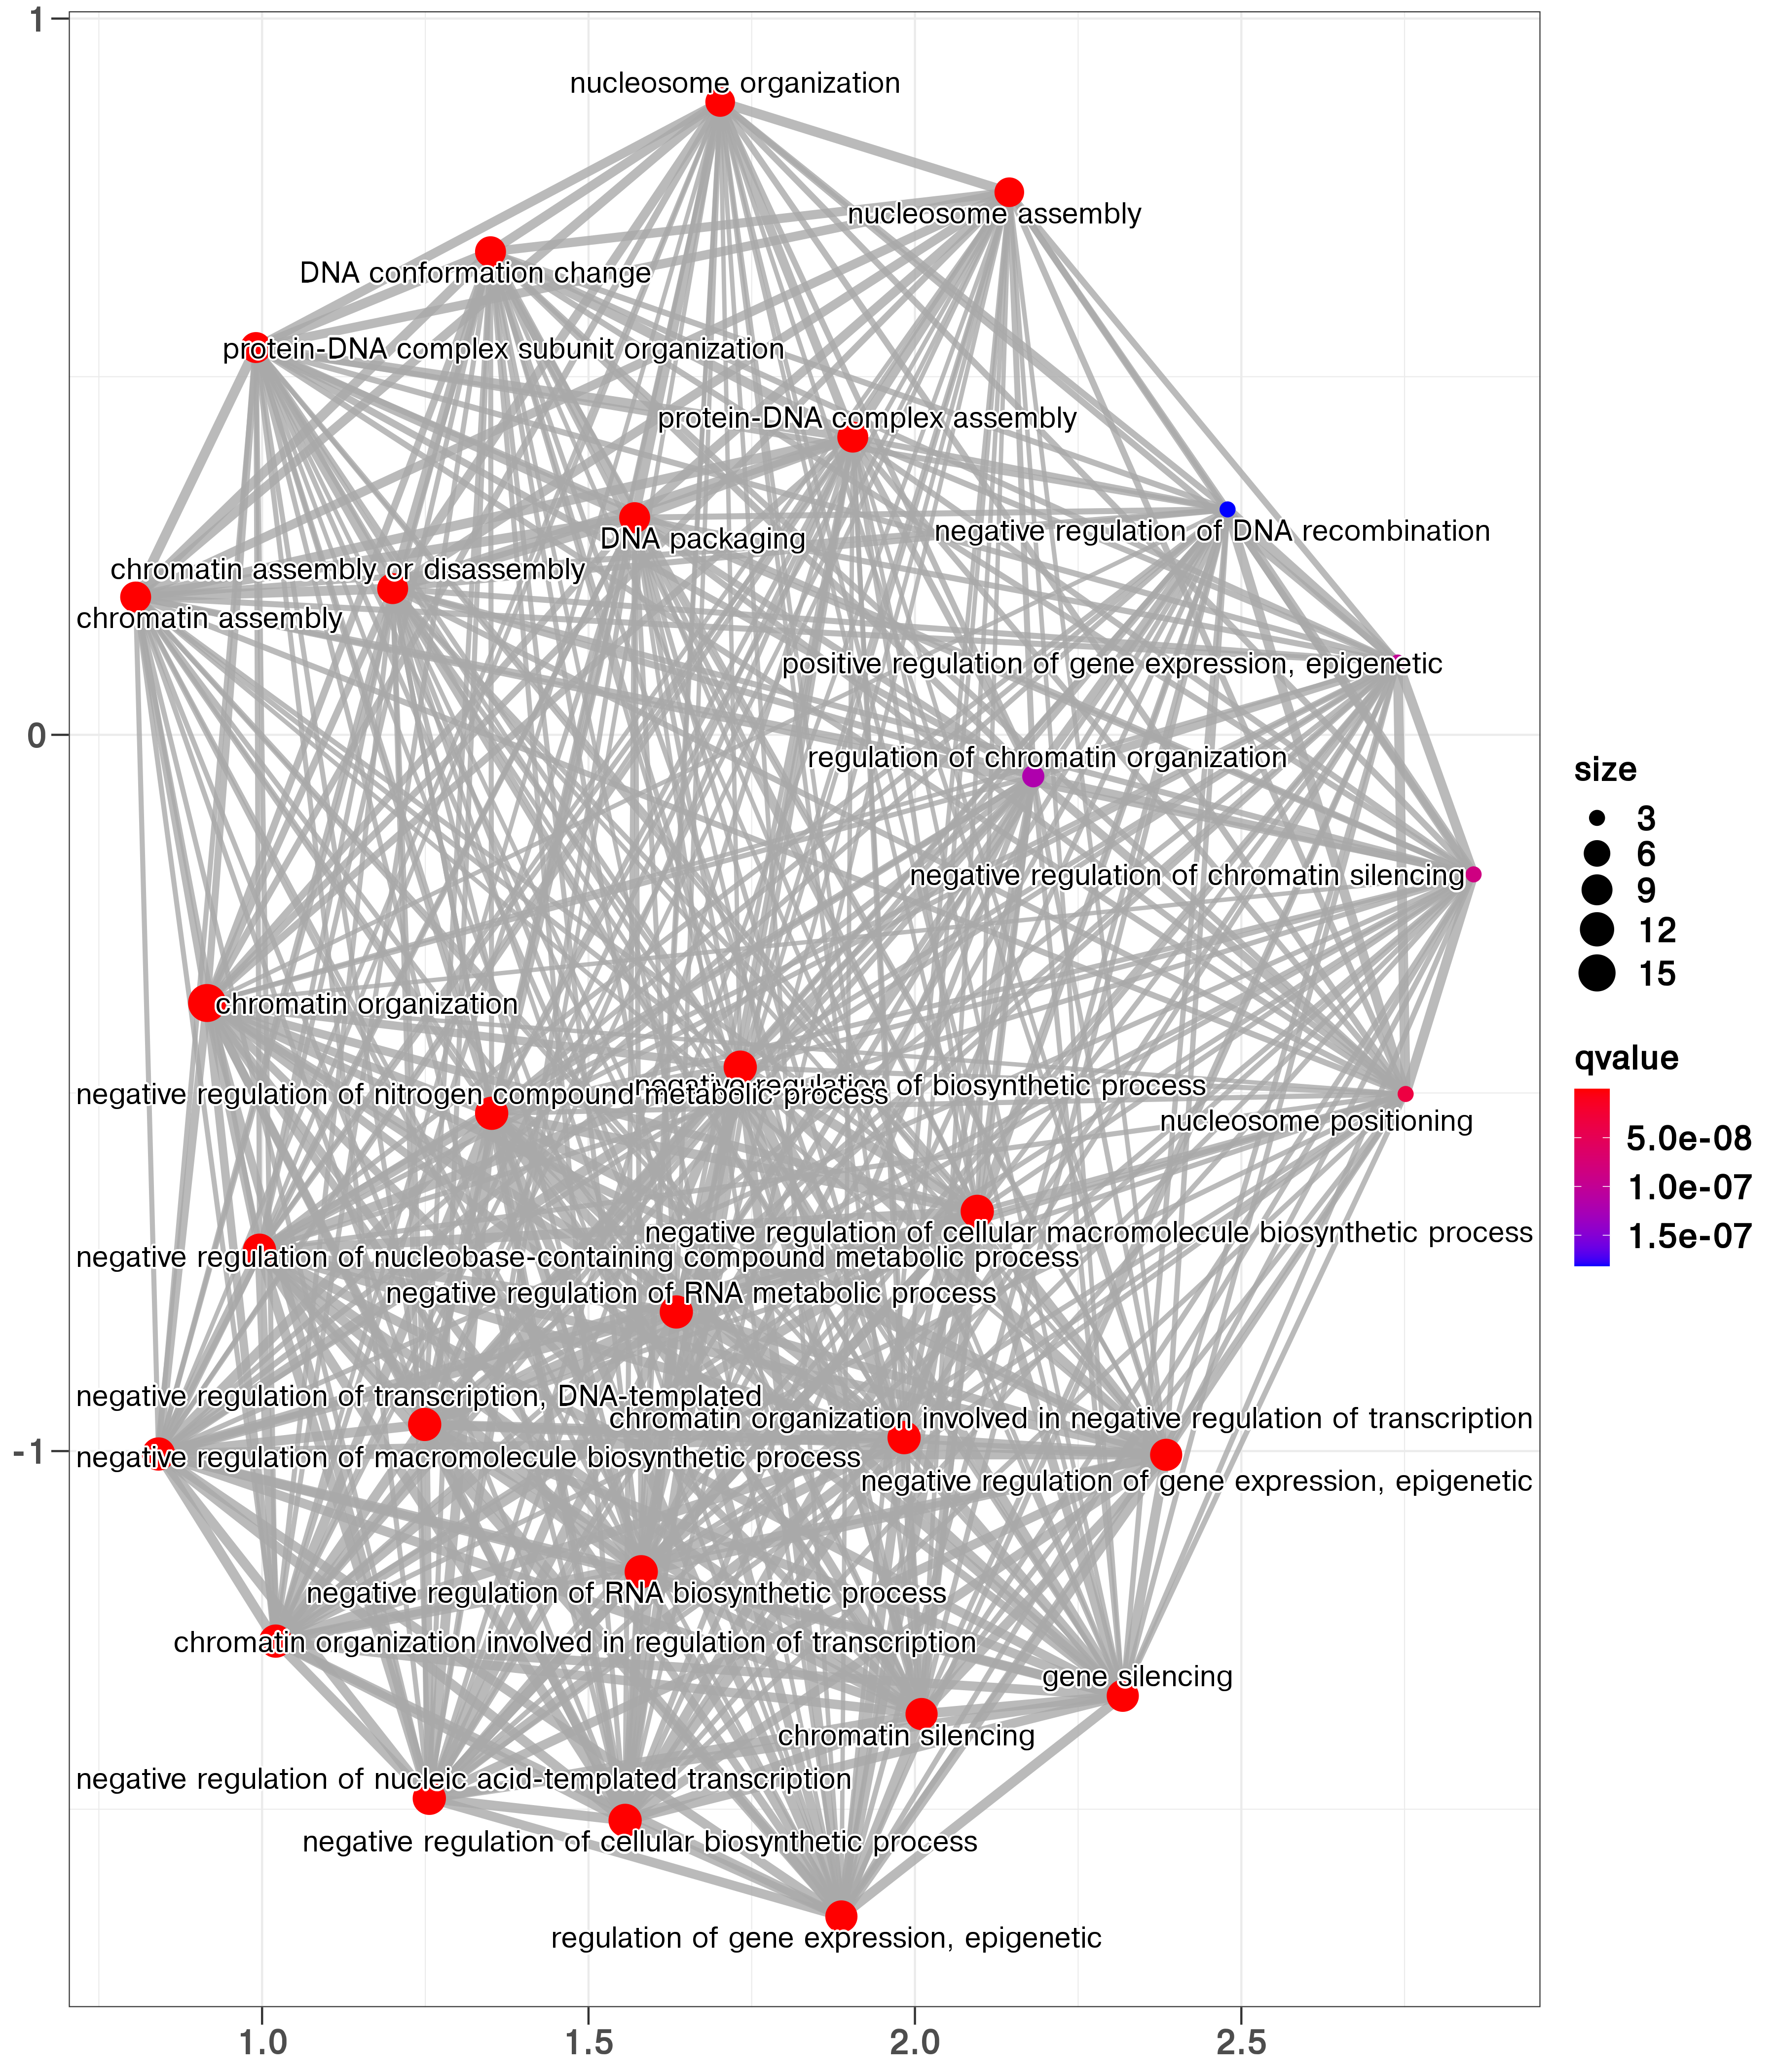 1
nucleosome organization
nucleosome assembly
DNA conformation change
protein-DNA complex subunit organization
protein-DNA complex assembly
negative regulation of DNA recombination
DNA packaging
chromatin assembly or disassembly
chromatin assembly
positive regulation of gene expression, epigenetic
0
regulation of chromatin organization
size
3
6
9
12
15
negative regulation of chromatin silencing
chromatin organization
qvalue
5.0e-08
1.0e-07
1.5e-07
negative regulation of biosynthetic process
negative regulation of nitrogen compound metabolic process
nucleosome positioning
negative regulation of cellular macromolecule biosynthetic process
negative regulation of nucleobase-containing compound metabolic process
negative regulation of RNA metabolic process
negative regulation of transcription, DNA-templated
chromatin organization involved in negative regulation of transcription
-1
negative regulation of macromolecule biosynthetic process
negative regulation of gene expression, epigenetic
negative regulation of RNA biosynthetic process
chromatin organization involved in regulation of transcription
gene silencing
chromatin silencing
negative regulation of nucleic acid-templated transcription
negative regulation of cellular biosynthetic process
regulation of gene expression, epigenetic
1.0
1.5
2.0
2.5